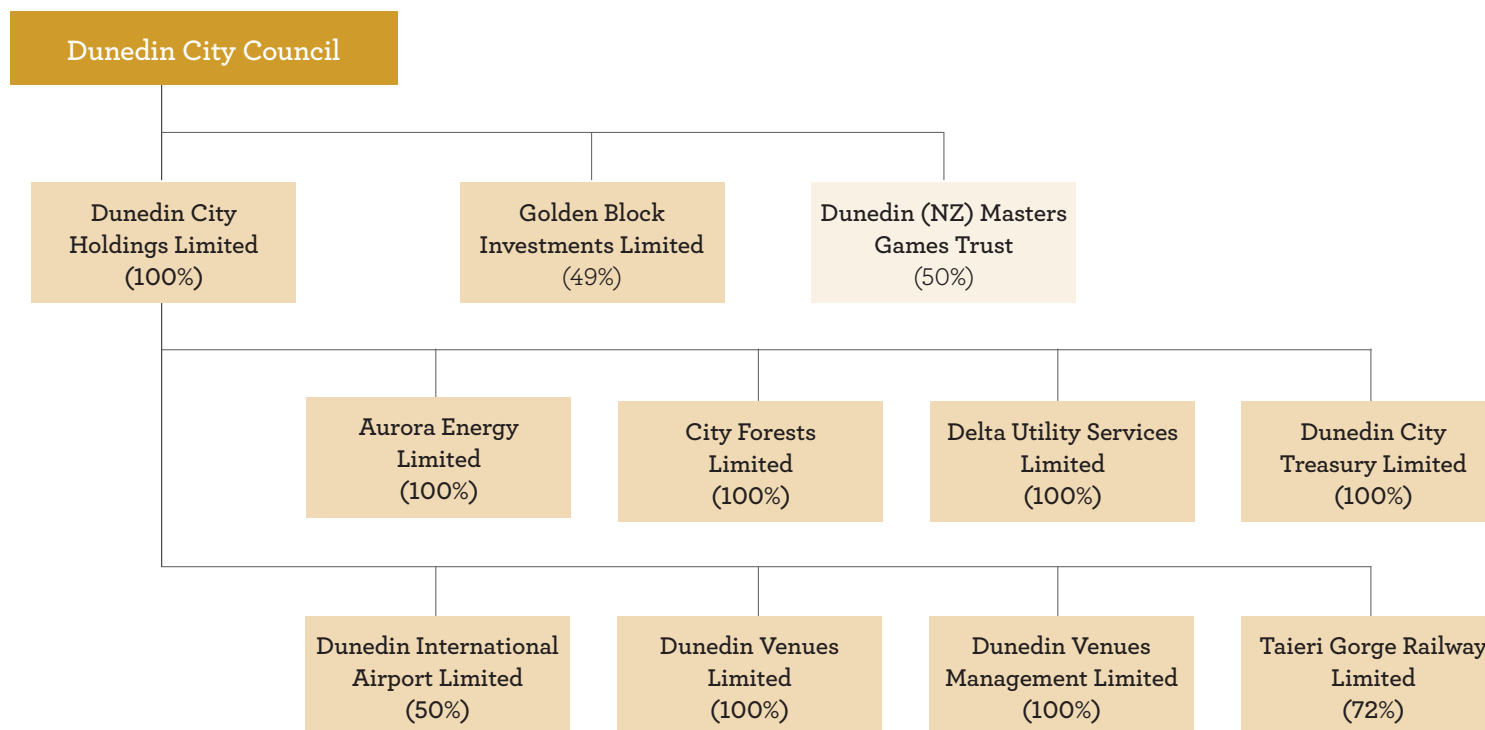 Dunedin City Council
Dunedin City
Holdings Limited
(100%)
Golden Block
Investments Limited
(49%)
Dunedin (NZ) Masters
Games Trust
(50%)
Aurora Energy
Limited
(100%)
City Forests
Limited
(100%)
Delta Utility Services
Limited
(100%)
Dunedin City
Treasury Limited
(100%)
Dunedin International
Airport Limited
(50%)
Dunedin Venues
Limited
(100%)
Dunedin Venues
Management Limited
(100%)
Taieri Gorge Railway
Limited
(72%)